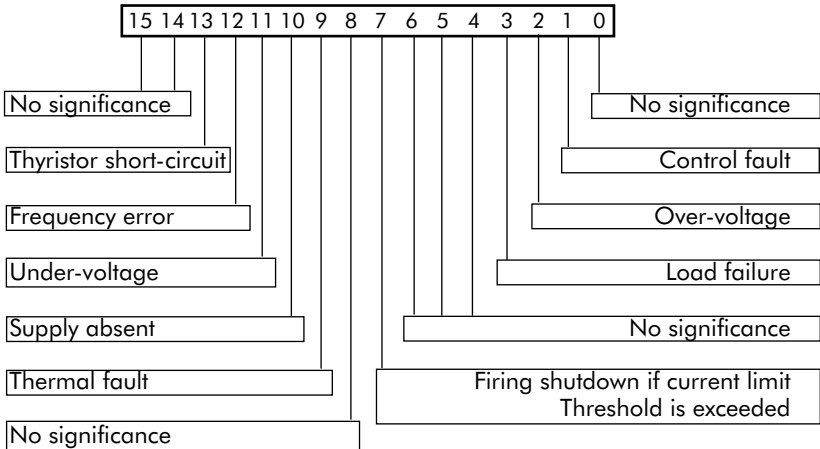 15 14 13 12 11 10 9 8 7 6 5 4 3 2 1 0
No significance
No significance
Thyristor short-circuit
Control fault
Frequency error
Over-voltage
Under-voltage
Load failure
Supply absent
No significance
Thermal fault
Firing shutdown if current limit
Threshold is exceeded
No significance